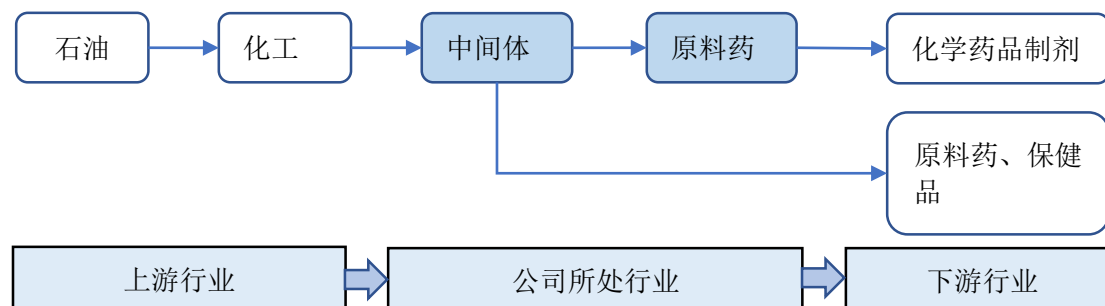 石油
化工
中间体
原料药
化学药品制剂
原料药、保健
品
上游行业
公司所处行业
下游行业